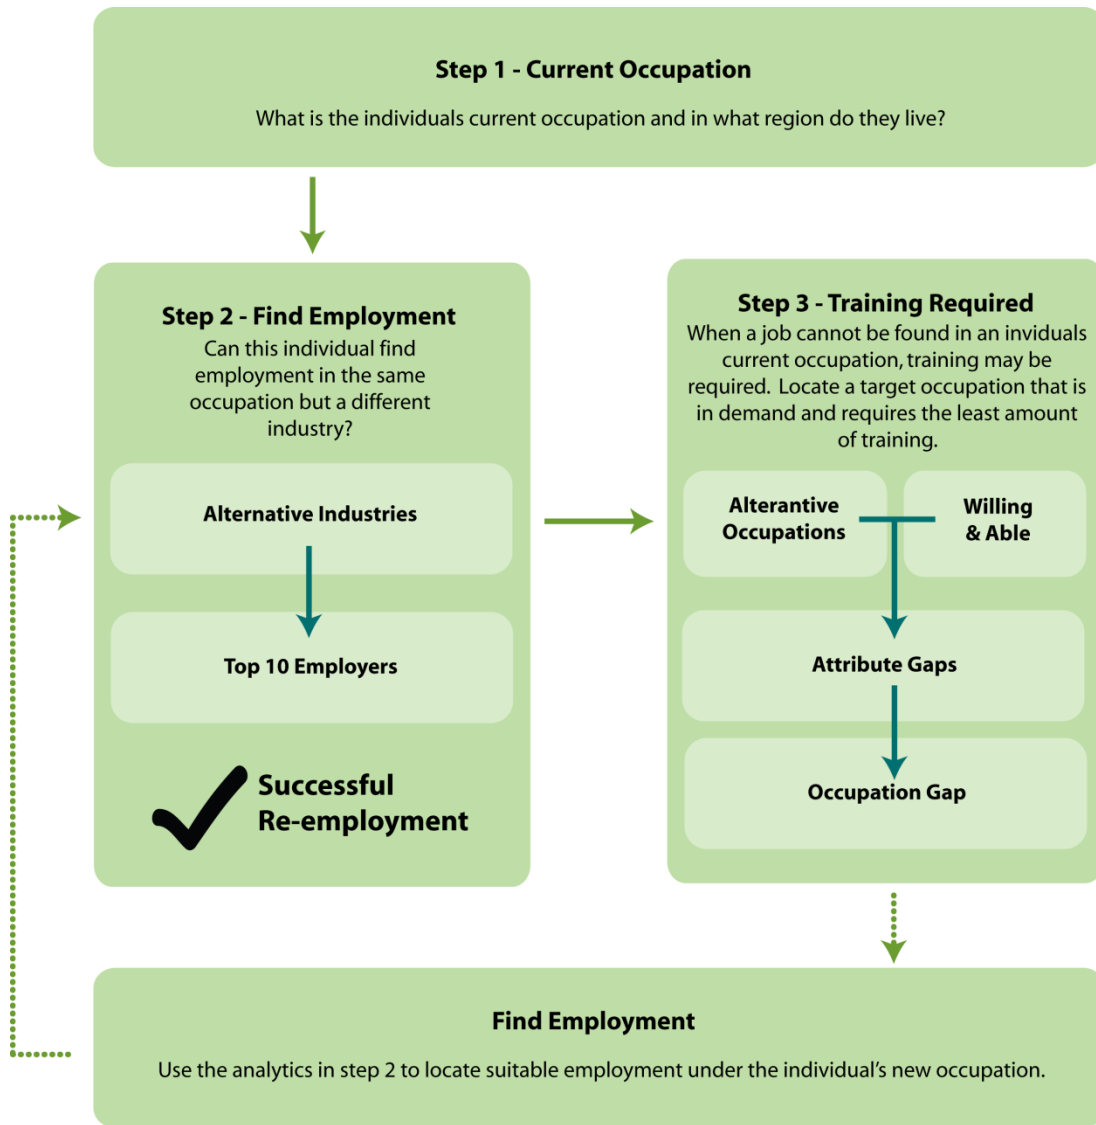 Step 1 - Current Occupation
What is the individuals current occupation and in what region do they live?
Step 2 - Find Employment
Can this individual find
employment in the same
occupation but a different
industry?
Alternative Industries
Top 10 Employers
Successful
Re-employment
Step 3 - Training Required
When a job cannot be found in an inviduals
current occupation, training may be
required. Locate a target occupation that is
in demand and requires the least amount
of training.
Alterantive
Occupations
Willing
& Able
Attribute Gaps
Occupation Gap
Find Employment
Use the analytics in step 2 to locate suitable employment under the individual's new occupation.